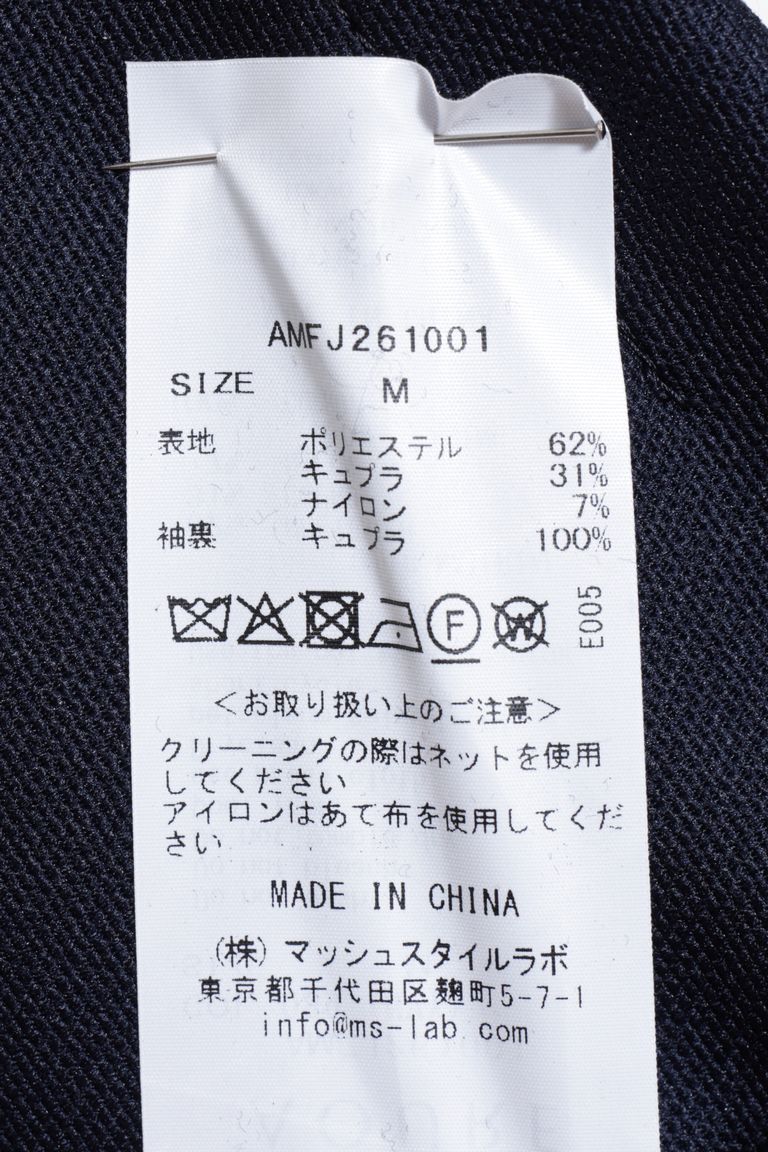 AMFJ261001
SIZE M
表地 ポリエステル 62%
キュプラ 31%
ナイロン 7%
袖裏 キュプラ 100%
F W E005
<お取り扱い上のご注意>
クリーニングの際はネットを使用
してください
アイロンはあて布を使用してくだ
さい
MADE IN CHINA
(株)マッシュスタイルラボ
東京都千代田区麹町5-7-1
info@ms-lab.com